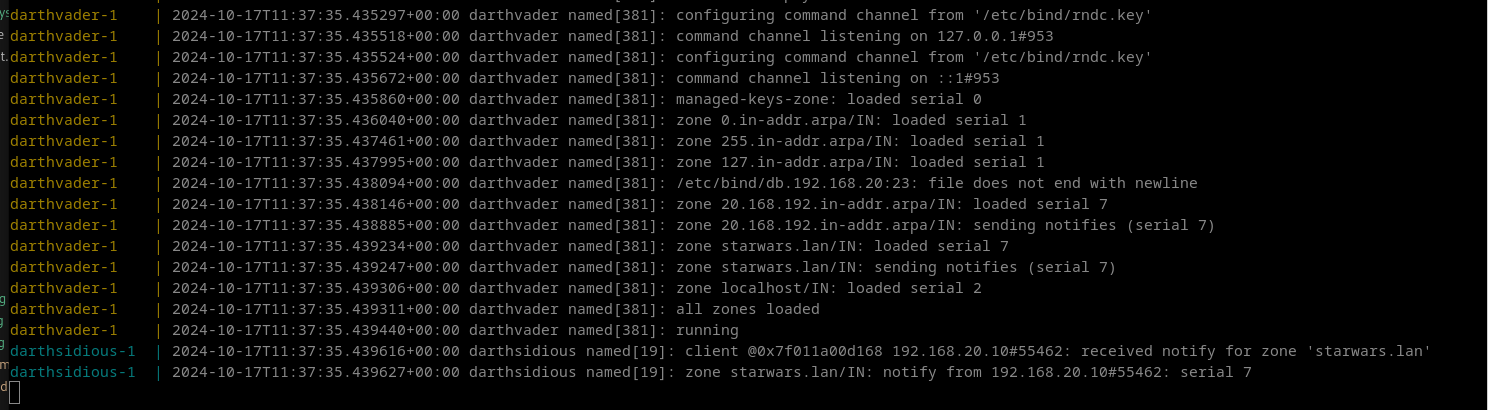 darthvader-1    | 2024-10-17T11:37:35.435297+00:00 darthvader named[381]: configuring command channel from '/etc/bind/rndc.key'
darthvader-1    | 2024-10-17T11:37:35.435518+00:00 darthvader named[381]: command channel listening on 127.0.0.1#953
darthvader-1    | 2024-10-17T11:37:35.435524+00:00 darthvader named[381]: configuring command channel from '/etc/bind/rndc.key'
darthvader-1    | 2024-10-17T11:37:35.435672+00:00 darthvader named[381]: command channel listening on ::1#953
darthvader-1    | 2024-10-17T11:37:35.435860+00:00 darthvader named[381]: managed-keys-zone: loaded serial 0
darthvader-1    | 2024-10-17T11:37:35.436040+00:00 darthvader named[381]: zone 0.in-addr.arpa/IN: loaded serial 1
darthvader-1    | 2024-10-17T11:37:35.437461+00:00 darthvader named[381]: zone 255.in-addr.arpa/IN: loaded serial 1
darthvader-1    | 2024-10-17T11:37:35.437995+00:00 darthvader named[381]: zone 127.in-addr.arpa/IN: loaded serial 1
darthvader-1    | 2024-10-17T11:37:35.438094+00:00 darthvader named[381]: /etc/bind/db.192.168.20:23: file does not end with newline
darthvader-1    | 2024-10-17T11:37:35.438146+00:00 darthvader named[381]: zone 20.168.192.in-addr.arpa/IN: loaded serial 7
darthvader-1    | 2024-10-17T11:37:35.438885+00:00 darthvader named[381]: zone 20.168.192.in-addr.arpa/IN: sending notifies (serial 7)
darthvader-1    | 2024-10-17T11:37:35.439234+00:00 darthvader named[381]: zone starwars.lan/IN: loaded serial 7
darthvader-1    | 2024-10-17T11:37:35.439247+00:00 darthvader named[381]: zone starwars.lan/IN: sending notifies (serial 7)
darthvader-1    | 2024-10-17T11:37:35.439306+00:00 darthvader named[381]: zone localhost/IN: loaded serial 2
darthvader-1    | 2024-10-17T11:37:35.439311+00:00 darthvader named[381]: all zones loaded
darthvader-1    | 2024-10-17T11:37:35.439440+00:00 darthvader named[381]: running
darthsidious-1  | 2024-10-17T11:37:35.439616+00:00 darthsidious named[19]: client @0x7f011a00d168 192.168.20.10#55462: received notify for zone 'starwars.lan'
darthsidious-1  | 2024-10-17T11:37:35.439627+00:00 darthsidious named[19]: zone starwars.lan/IN: notify from 192.168.20.10#55462: serial 7